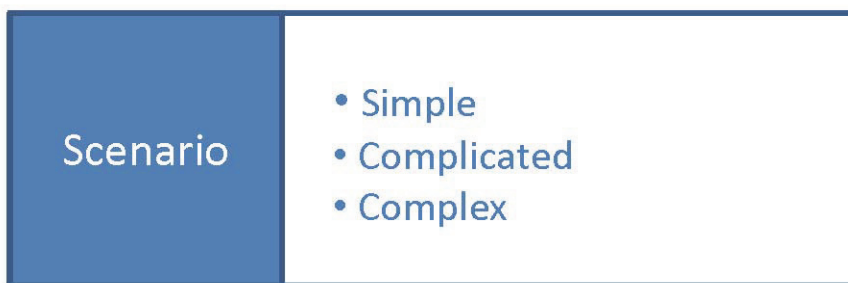 Scenario
• Simple
• Complicated
• Complex